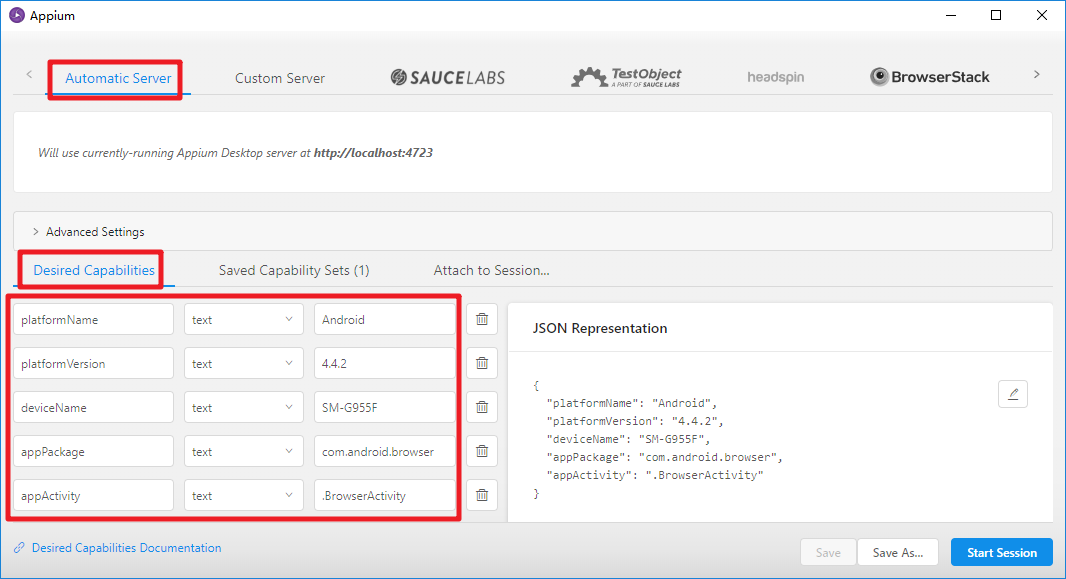 Appium
Automatic Server
Custom Server
SAUCELABS
TestObject
A PART OF SAUCE LABS
headspin
BrowserStack
Will use currently-running Appium Desktop server at http://localhost:4723
Advanced Settings
Desired Capabilities
Saved Capability Sets (1)
Attach to Session...
platformName text Android
platformVersion text 4.4.2
deviceName text SM-G955F
appPackage text com.android.browser
appActivity text .BrowserActivity
JSON Representation
{
"platformName": "Android",
"platformVersion": "4.4.2",
"deviceName": "SM-G955F",
"appPackage": "com.android.browser",
"appActivity": ".BrowserActivity"
}
Desired Capabilities Documentation
Save
Save As...
Start Session